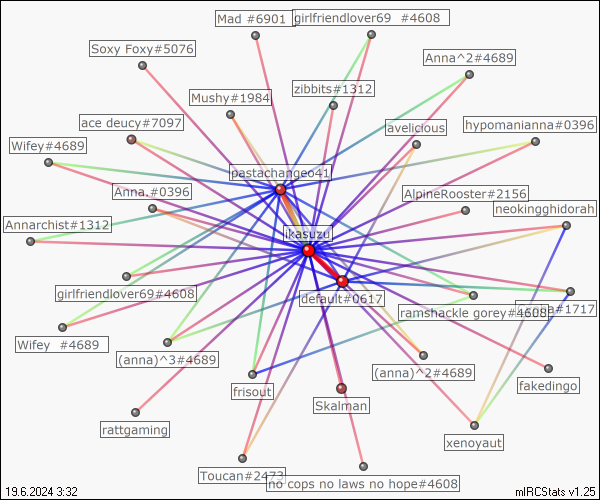 Mad #6901
girlfriendlover69 #4608
Soxy Foxy#5076
Anna^2#4689
zibbits#1312
Mushy#1984
ace deucy#7097
avelicious
hypomanianna#0396
Wifey#4689
pastachangeo41
Anna.#0396
AlpineRooster#2156
neokingghidorah
Annarchist#1312
ikasuzu
girlfriendlover69#4608
default#0617
ramshackle gorey#4608
#1717
Wifey #4689
(anna)^3#4689
(anna)^2#4689
frisout
fakedingo
Skalman
rattgaming
xenoyaut
Toucan#2473
no cops no laws no hope#4608
19.6.2024 3:32
mIRCStats v1.25